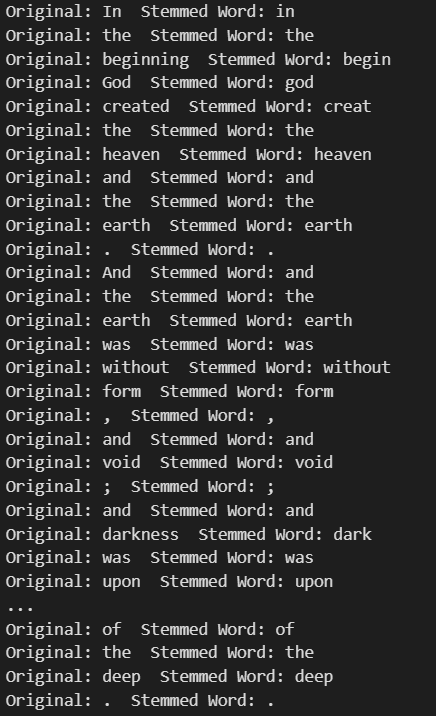 Original: In  Stemmed Word: in
Original: the  Stemmed Word: the
Original: beginning  Stemmed Word: begin
Original: God  Stemmed Word: god
Original: created  Stemmed Word: creat
Original: the  Stemmed Word: the
Original: heaven  Stemmed Word: heaven
Original: and  Stemmed Word: and
Original: the  Stemmed Word: the
Original: earth  Stemmed Word: earth
Original: .  Stemmed Word: .
Original: And  Stemmed Word: and
Original: the  Stemmed Word: the
Original: earth  Stemmed Word: earth
Original: was  Stemmed Word: was
Original: without  Stemmed Word: without
Original: form  Stemmed Word: form
Original: ,  Stemmed Word: ,
Original: and  Stemmed Word: and
Original: void  Stemmed Word: void
Original: ;  Stemmed Word: ;
Original: and  Stemmed Word: and
Original: darkness  Stemmed Word: dark
Original: was  Stemmed Word: was
Original: upon  Stemmed Word: upon
...
Original: of  Stemmed Word: of
Original: the  Stemmed Word: the
Original: deep  Stemmed Word: deep
Original: .  Stemmed Word: .